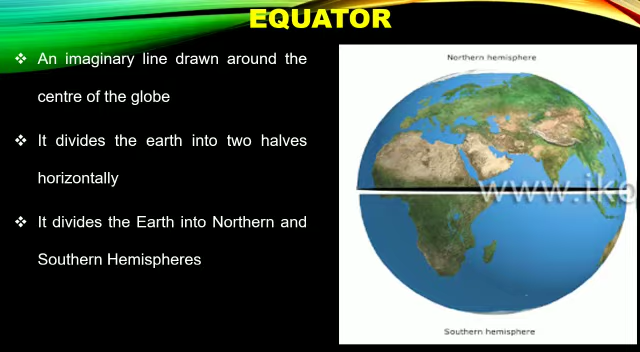 EQUATOR
❖ An imaginary line drawn around the
centre of the globe
❖ It divides the earth into two halves
horizontally
❖ It divides the Earth into Northern and
Southern Hemispheres
Northern hemisphere
www.iko
Southern hemisphere